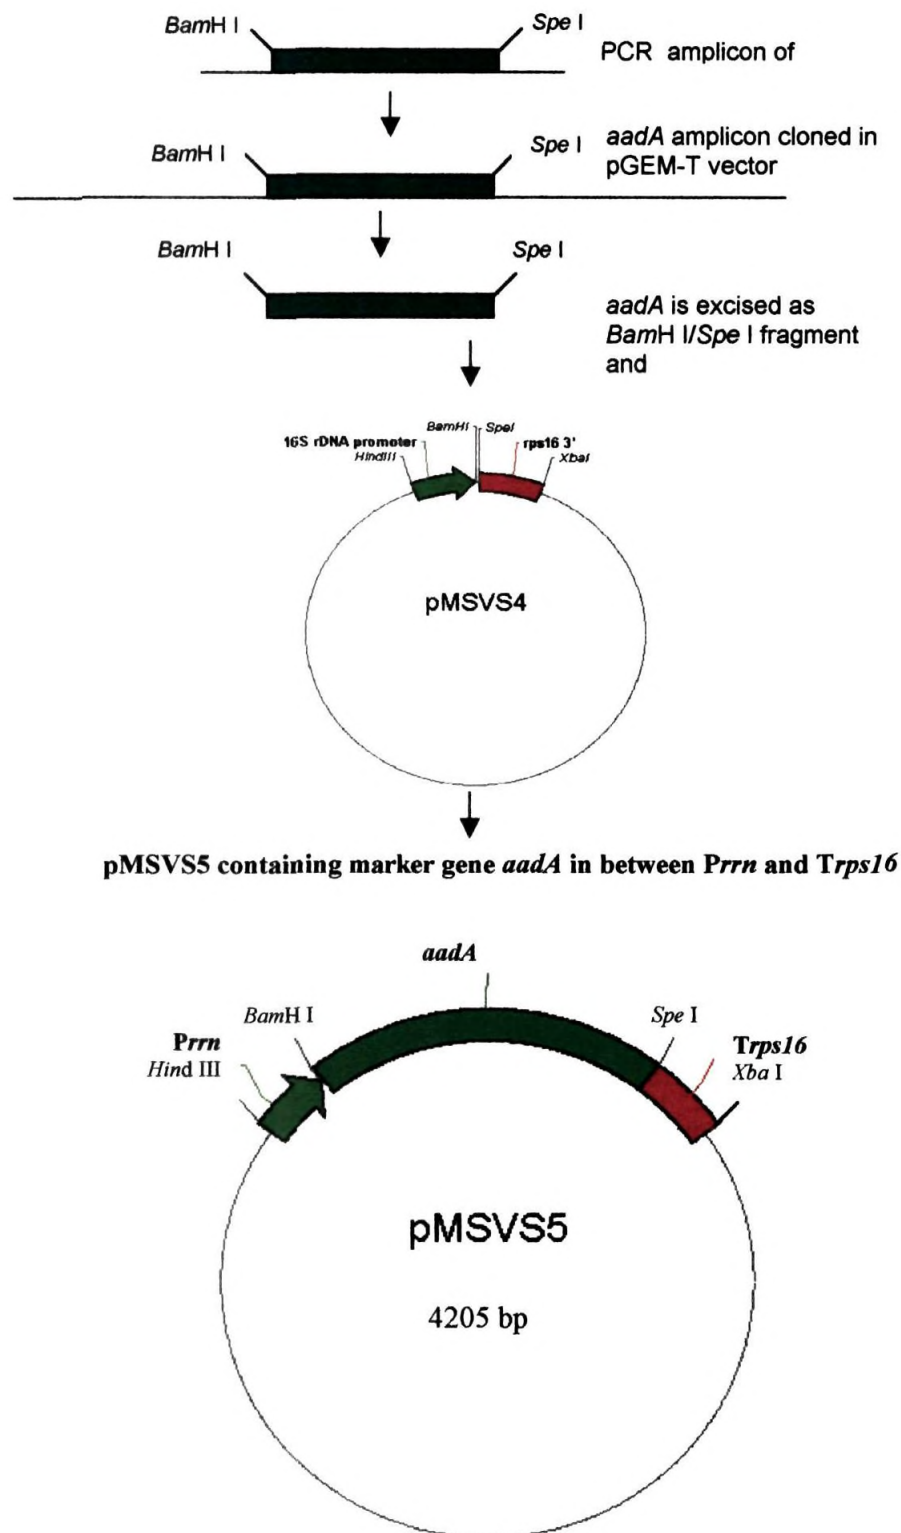 BamH I
Spe I
PCR amplicon of
BamH I
Spe I
aadA amplicon cloned in
pGEM-T vector
BamH I
Spe I
aadA is excised as
BamH I/Spe I fragment
and
BamHI
SpeI
16S rDNA promoter
rps16 3'
HindIII
XbaI
pMSVS4
pMSVS5 containing marker gene aadA in between Prrn and Trps16
aadA
BamH I
Spe I
Prrn
Trps16
Hind III
Xba I
pMSVS5
4205 bp